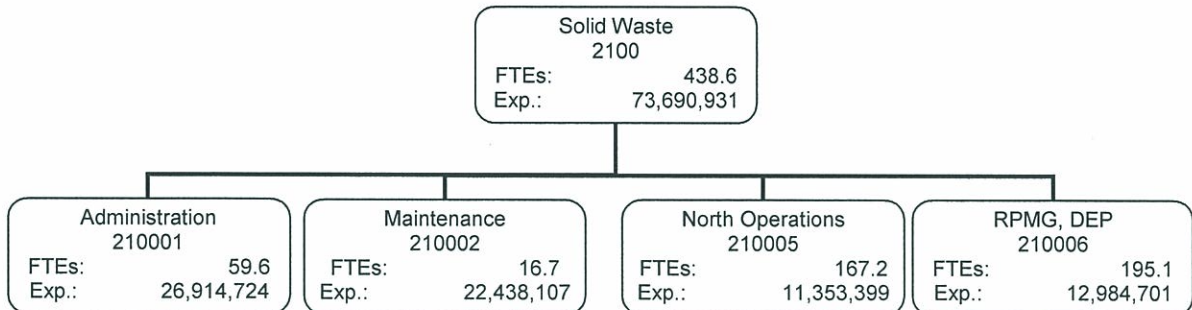 Solid Waste
2100
FTEs: 438.6
Exp.: 73,690,931
Administration
210001
FTEs: 59.6
Exp.: 26,914,724
Maintenance
210002
FTEs: 16.7
Exp.: 22,438,107
North Operations
210005
FTEs: 167.2
Exp.: 11,353,399
RPMG, DEP
210006
FTEs: 195.1
Exp.: 12,984,701